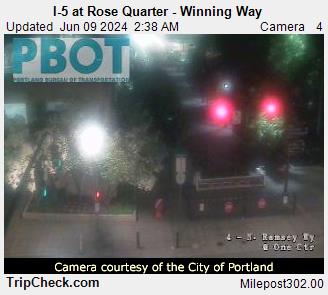 I-5 at Rose Quarter - Winning Way
Updated Jun 09 2024 2:38 AM Camera 4
PBOT
PORTLAND BUREAU OF TRANSPORTATION
4 - N. Ramsey Wy
@ One Ctr
Camera courtesy of the City of Portland
TripCheck.com Milepost302.00